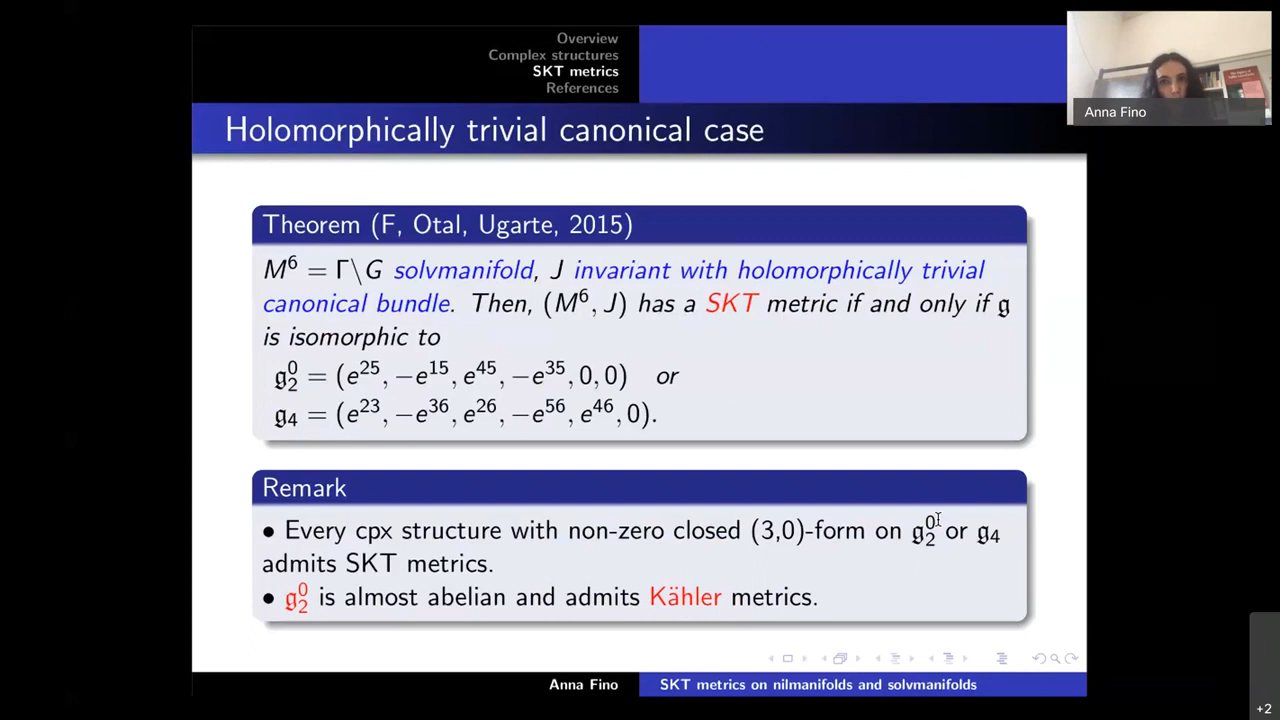 Overview
Complex structures
SKT metrics
References
Anna Fino
Holomorphically trivial canonical case
Theorem (F, Otal, Ugarte, 2015)
M⁶ = Γ\G solvmanifold, J invariant with holomorphically trivial
canonical bundle. Then, (M⁶, J) has a SKT metric if and only if 𝔤
is isomorphic to
𝔤₂⁰ = (e²⁵, −e¹⁵, e⁴⁵, −e³⁵, 0, 0) or
𝔤₄ = (e²³, −e³⁶, e²⁶, −e⁵⁶, e⁴⁶, 0).
Remark
• Every cpx structure with non-zero closed (3,0)-form on 𝔤₂⁰ or 𝔤₄
admits SKT metrics.
• 𝔤₂⁰ is almost abelian and admits Kähler metrics.
Anna Fino SKT metrics on nilmanifolds and solvmanifolds
+2